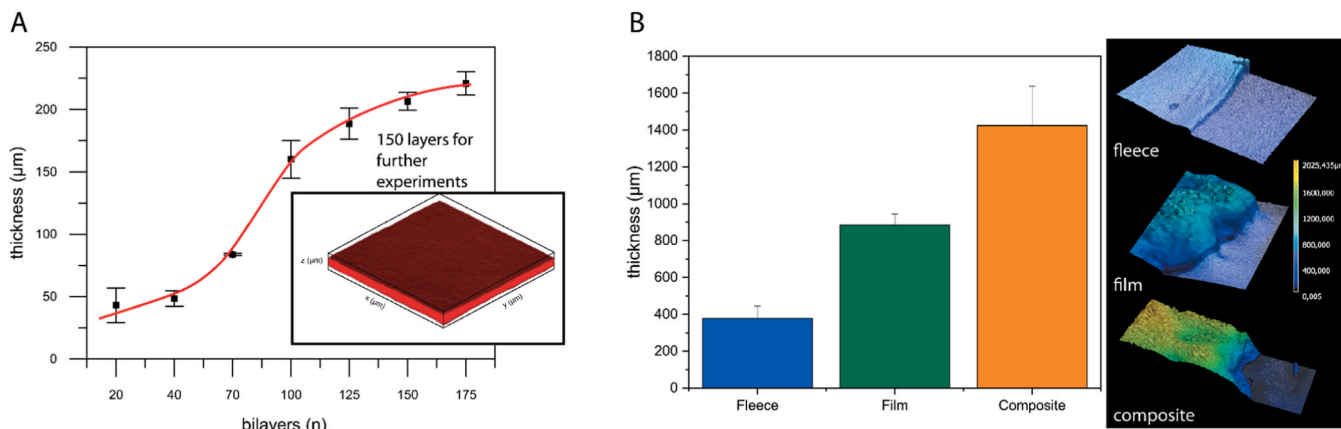 A
250
200
150
100
50
0
thickness (µm)
20 40 70 100 125 150 175
bilayers (n)
150 layers for
further
experiments
z (µm)
x (µm)
y (µm)
B
1800
1600
1400
1200
1000
800
600
400
200
0
thickness (µm)
Fleece Film Composite
fleece
2025,435µm
1600,000
1200,000
800,000
400,000
0,005
film
composite